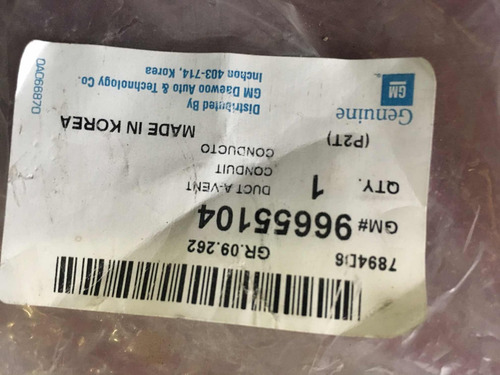 GM
Genuine
Distributed By
GM Daewoo Auto & Technology Co.
Inchon 403-714, Korea
0AD66870
(P2T)
MADE IN KOREA
QTY. 1
DUCT A-VENT
CONDUIT
CONDUCTO
GM# 96655104
7894D6
GR.09.262